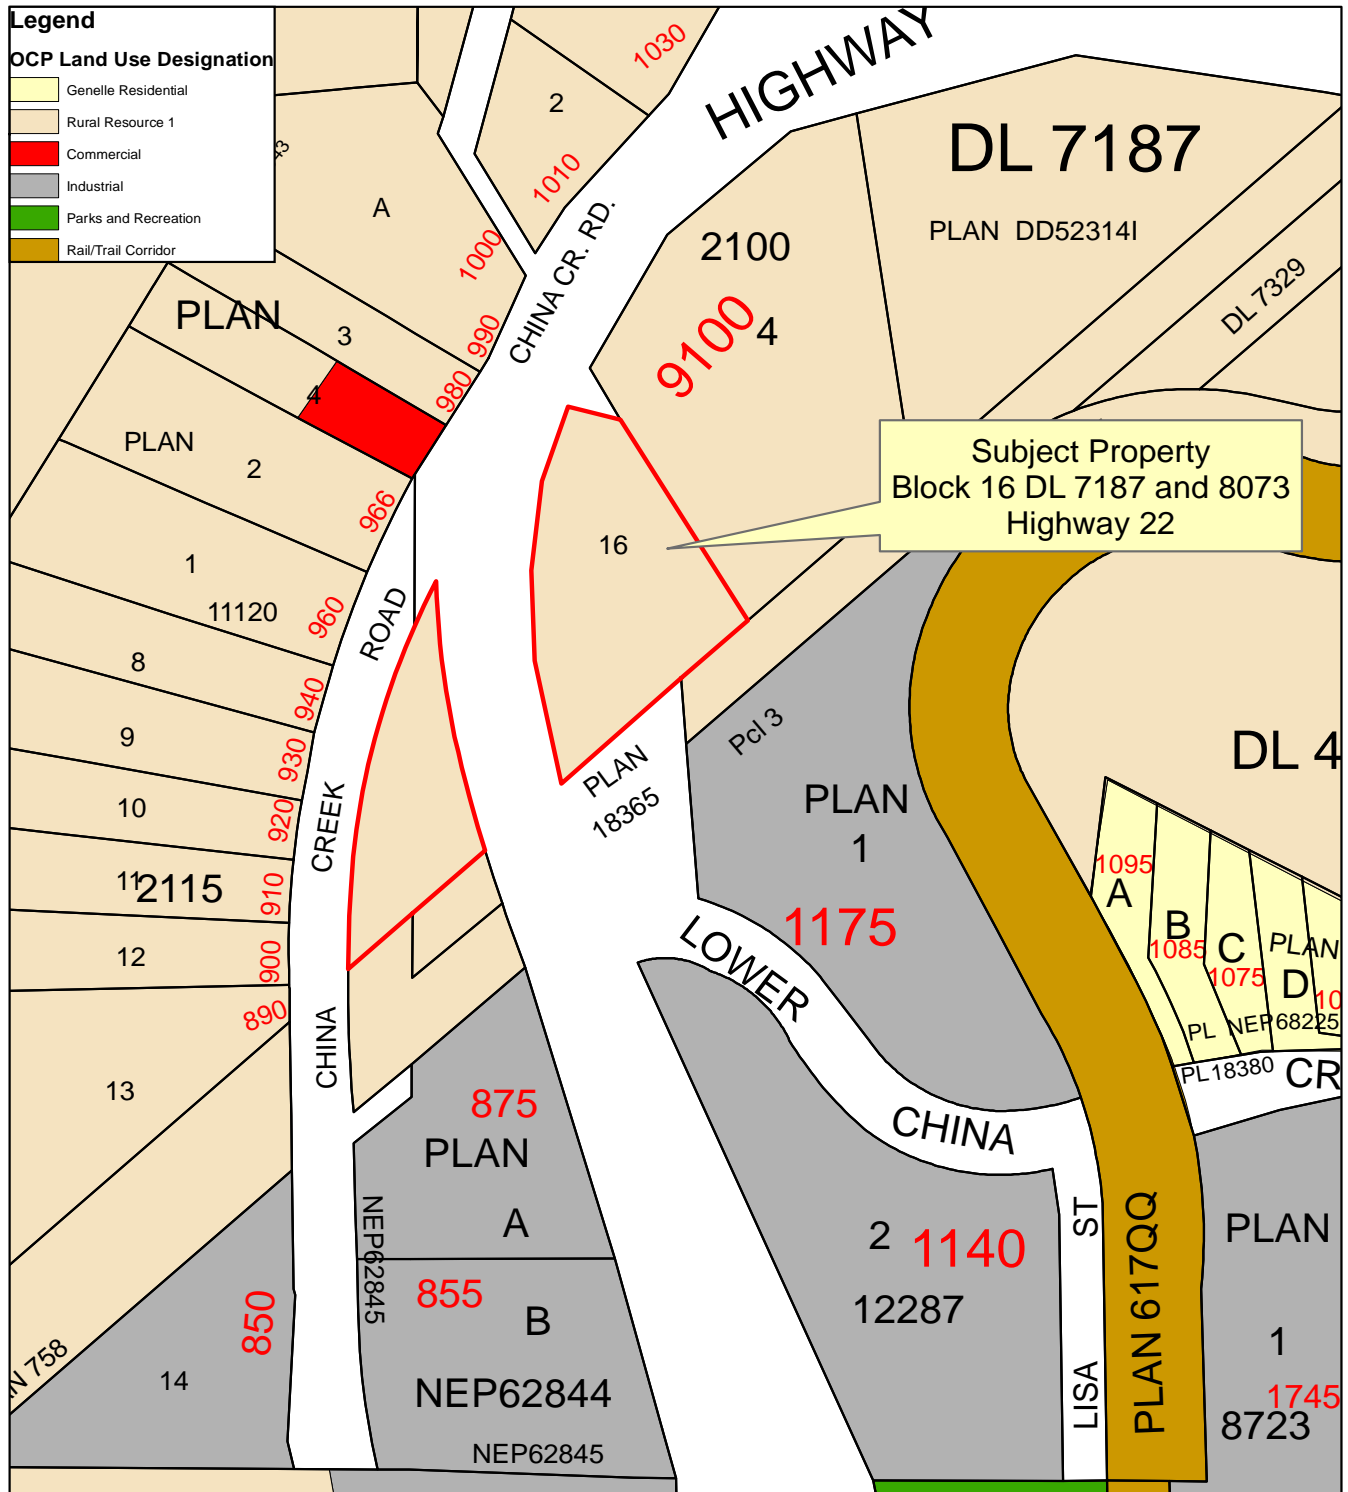 Legend
OCP Land Use Designation
Genelle Residential
Rural Resource 1
Commercial
Industrial
Parks and Recreation
Rail/Trail Corridor
1030
HIGHWAY
2
1010
DL 7187
PLAN DD52314I
A
1000
CHINA CR. RD.
2100
4
9100
DL 7329
PLAN
3
990
4
980
PLAN
2
966
Subject Property
Block 16 DL 7187 and 8073
Highway 22
16
1
11120
960
ROAD
8
940
9
930
Pcl 3
PLAN
18365
DL 4
10
920
CREEK
PLAN
1
1175
11
2115
910
12
900
LOWER
1095
A
B
1085
C
1075
PLAN
D
10
PL NEP68225
890
CHINA
PL 18380
CR
13
875
PLAN
A
CHINA
NEP62845
2
1140
12287
ST
LISA
PLAN 617QQ
PLAN
1
1745
8723
850
855
B
NEP62844
NEP62845
758
14